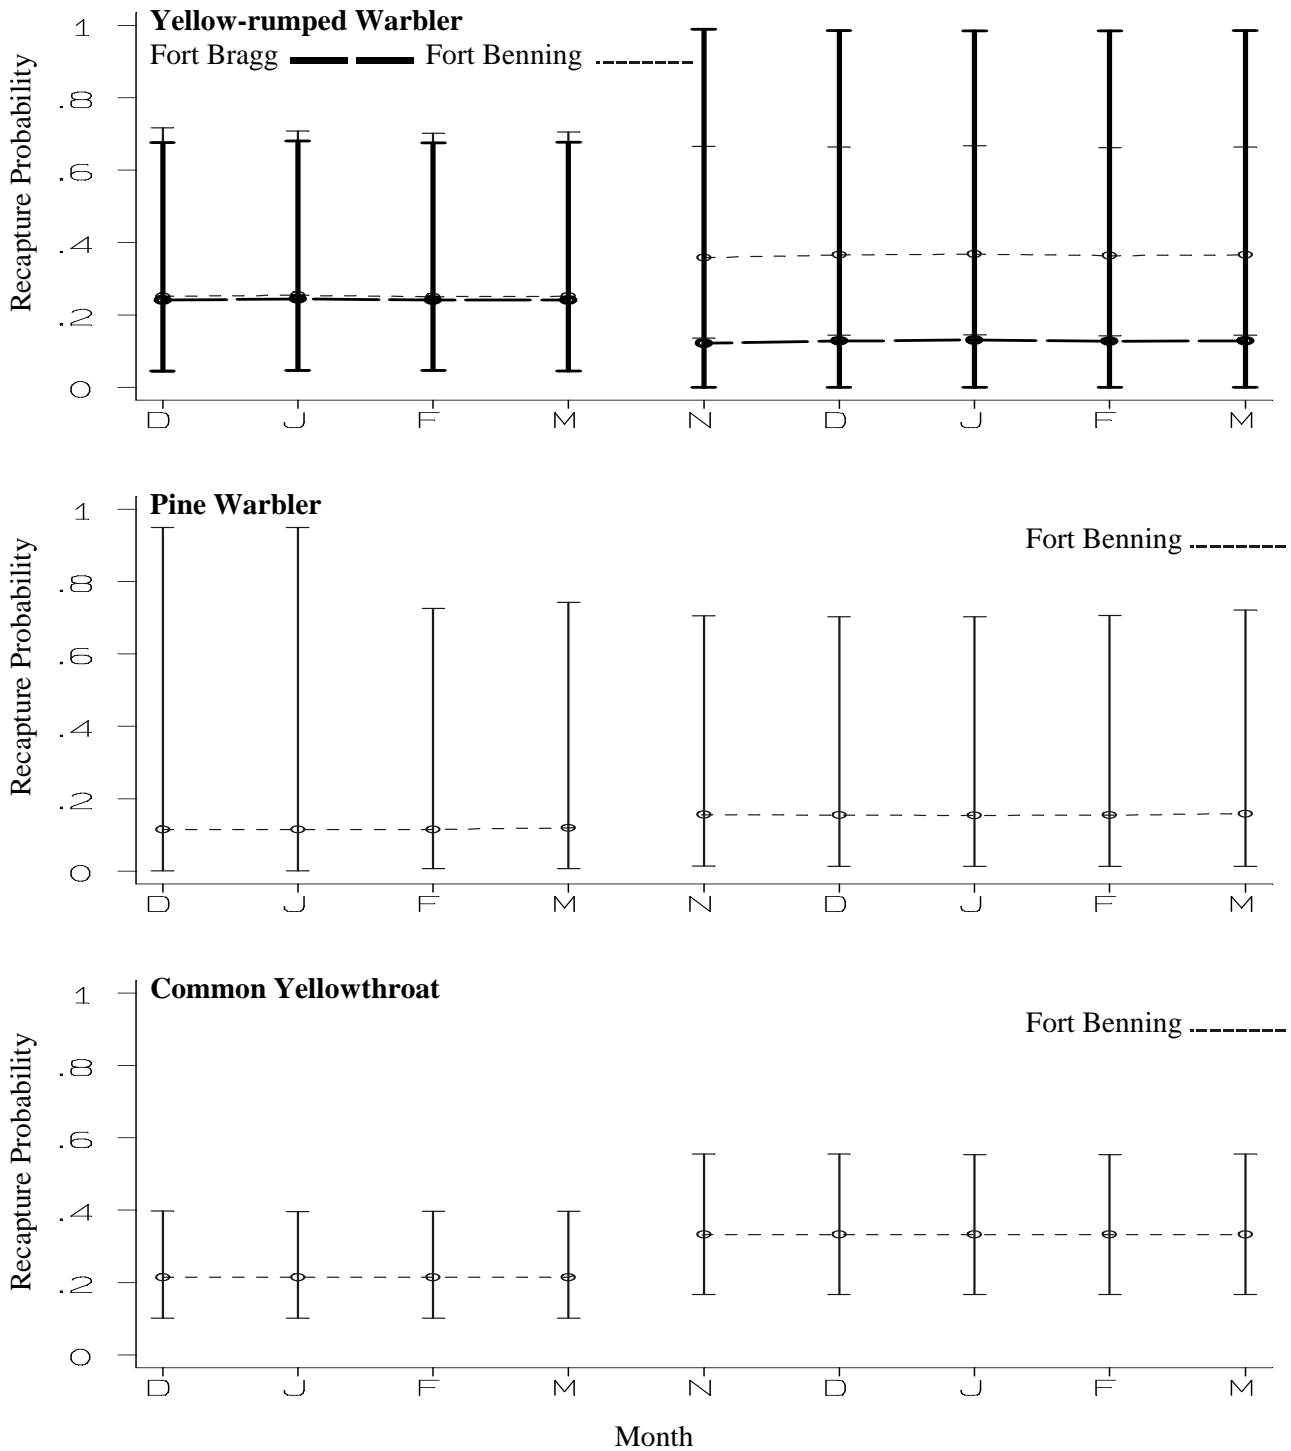 Yellow-rumped Warbler
Fort Bragg Fort Benning
Recapture Probability
1
.8
.6
.4
.2
0
D J F M N D J F M
Pine Warbler
Fort Benning
Recapture Probability
1
.8
.6
.4
.2
0
D J F M N D J F M
Common Yellowthroat
Fort Benning
Recapture Probability
1
.8
.6
.4
.2
0
D J F M N D J F M
Month